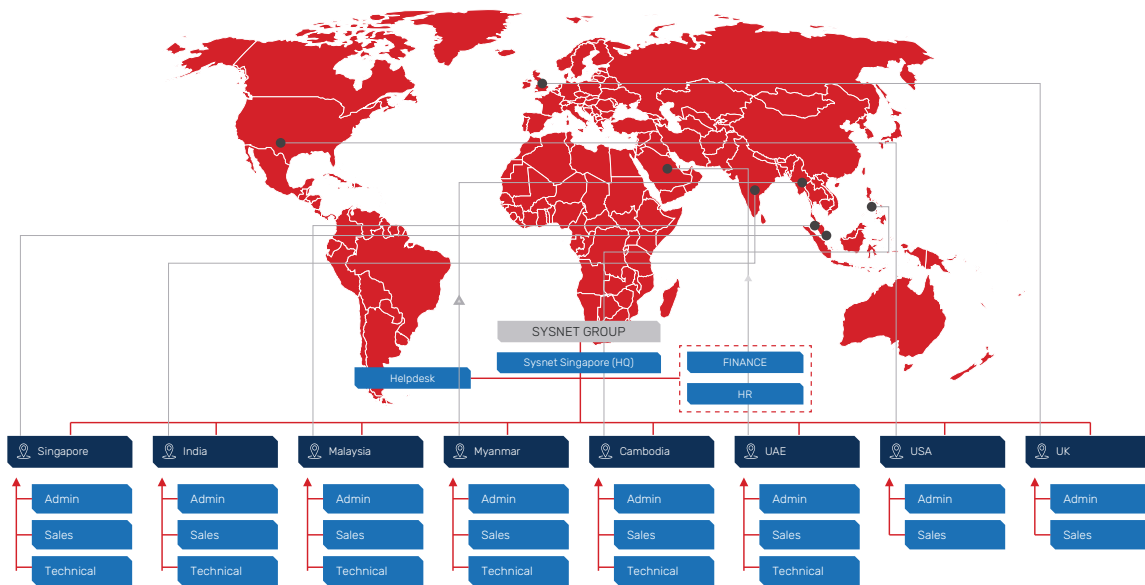 SYSNET GROUP
Sysnet Singapore (HQ)
Helpdesk
FINANCE
HR
Singapore
India
Malaysia
Myanmar
Cambodia
UAE
USA
UK
Admin
Admin
Admin
Admin
Admin
Admin
Admin
Admin
Sales
Sales
Sales
Sales
Sales
Sales
Sales
Sales
Technical
Technical
Technical
Technical
Technical
Technical